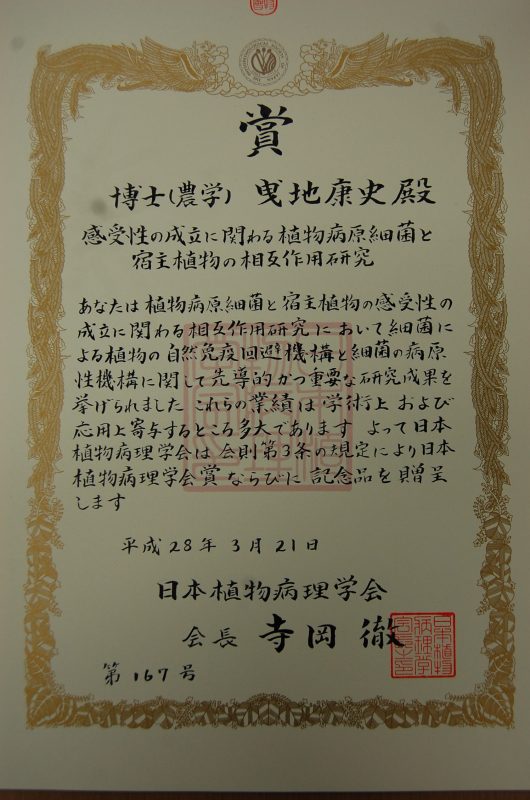 賞
博士(農学) 曵地康史殿
感受性の成立に関わる植物病原細菌と
宿主植物の相互作用研究
あなたは植物病原細菌と宿主植物の感受性の
成立に関わる相互作用研究において細菌に
よる植物の自然免疫回避機構と細菌の病原
性機構に関して先導的かつ重要な研究成果を
挙げられました これらの業績は学術上および
応用上寄与するところ多大であります よって日本
植物病理学会は会則第3条の規定により日本
植物病理学会賞ならびに記念品を贈呈
します
平成28年3月21日
日本植物病理学会
会長 寺岡 徹
第167号